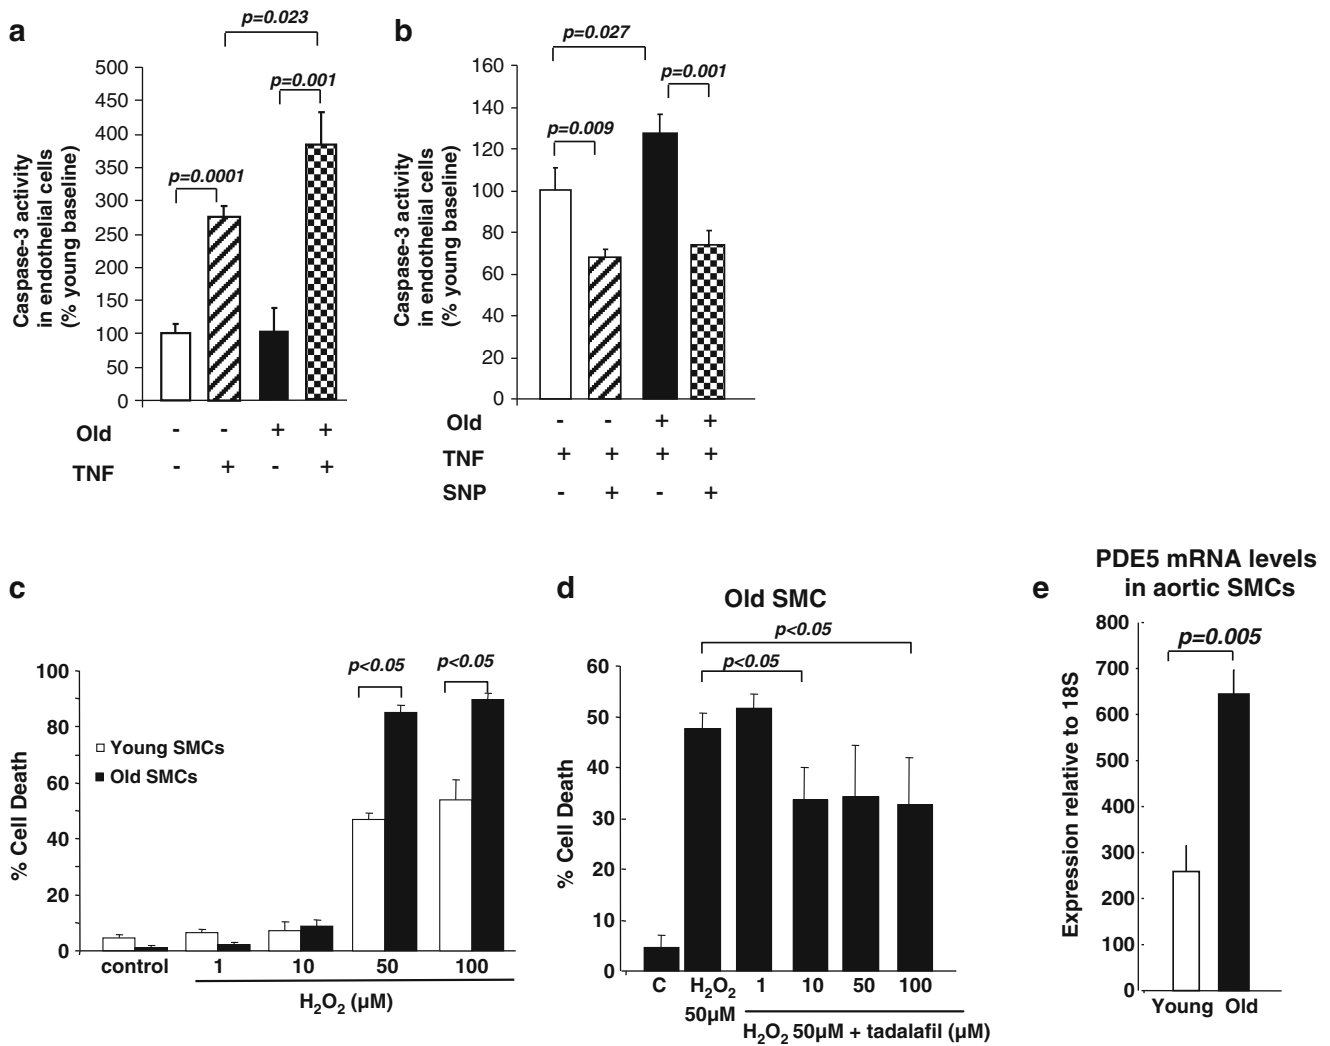 a
p=0.023
p=0.001
p=0.0001
Caspase-3 activity
in endothelial cells
(% young baseline)
500
450
400
350
300
250
200
150
100
50
0
Old - - + +
TNF - + - +
b
p=0.027
p=0.001
p=0.009
Caspase-3 activity
in endothelial cells
(% young baseline)
160
140
120
100
80
60
40
20
0
Old - - + +
TNF + + + +
SNP - + - +
c
p<0.05
p<0.05
% Cell Death
100
80
60
40
20
0
Young SMCs
Old SMCs
control 1 10 50 100
H₂O₂ (µM)
d
Old SMC
p<0.05
p<0.05
% Cell Death
60
50
40
30
20
10
0
C H₂O₂ 1 10 50 100
50µM
H₂O₂ 50µM + tadalafil (µM)
e
PDE5 mRNA levels
in aortic SMCs
p=0.005
Expression relative to 18S
800
700
600
500
400
300
200
100
0
Young Old